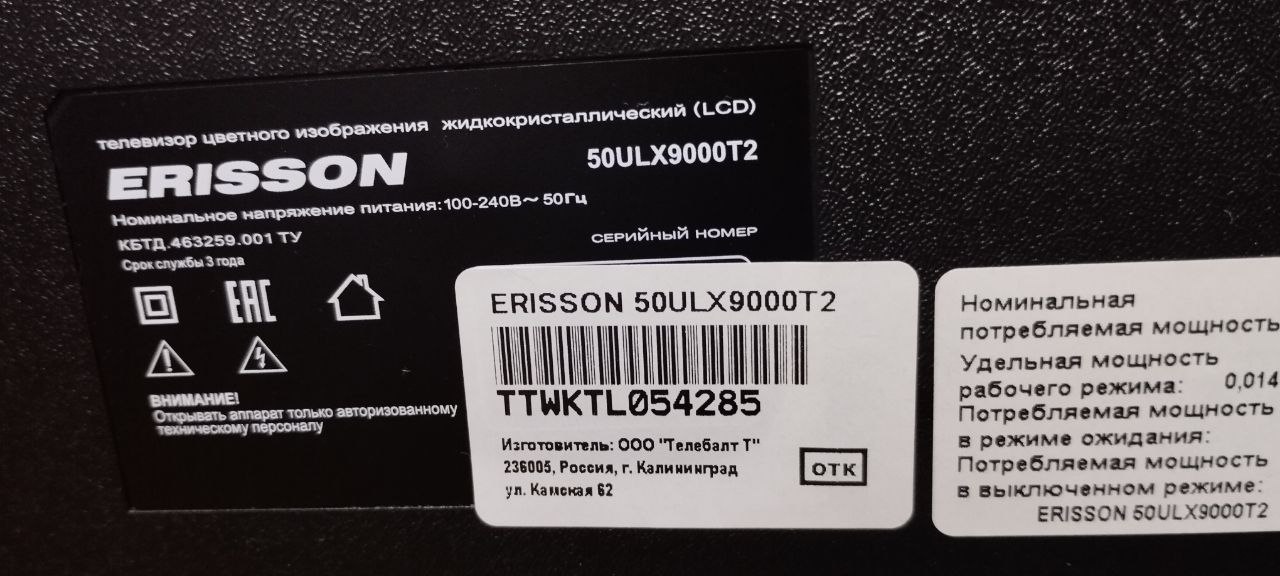 телевизор цветного изображения жидкокристаллический (LCD)
ERISSON 50ULX9000T2
Номинальное напряжение питания: 100-240В~ 50Гц
КБТД.463259.001 ТУ
СЕРИЙНЫЙ НОМЕР
Срок службы 3 года
EAC
ВНИМАНИЕ!
Открывать аппарат только авторизованному
техническому персоналу
ERISSON 50ULX9000T2
TTWKTL054285
Изготовитель: ООО "Телебалт Т"
236005, Россия, г. Калининград
ул. Камская 62
ОТК
Номинальная
потребляемая мощность
Удельная мощность
рабочего режима: 0,014
Потребляемая мощность
в режиме ожидания:
Потребляемая мощность
в выключенном режиме:
ERISSON 50ULX9000T2